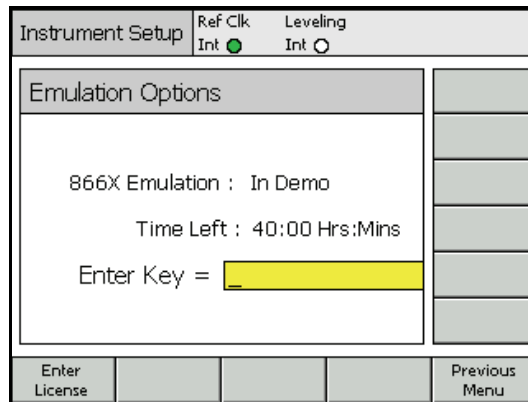 Instrument Setup
Ref Clk
Int
Leveling
Int
Emulation Options
866X Emulation : In Demo
Time Left : 40:00 Hrs:Mins
Enter Key = _
Enter
License
Previous
Menu